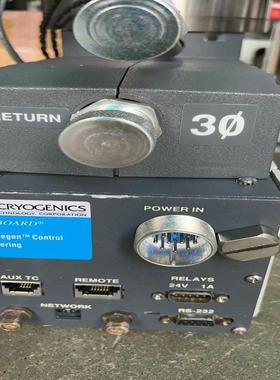 RETURN
3Ø
CRYOGENICS
TECHNOLOGY CORPORATION
BOARD®
egen™ Control
ering
POWER IN
AUX TC
REMOTE
RELAYS
24V 1A
NETWORK
RS-232